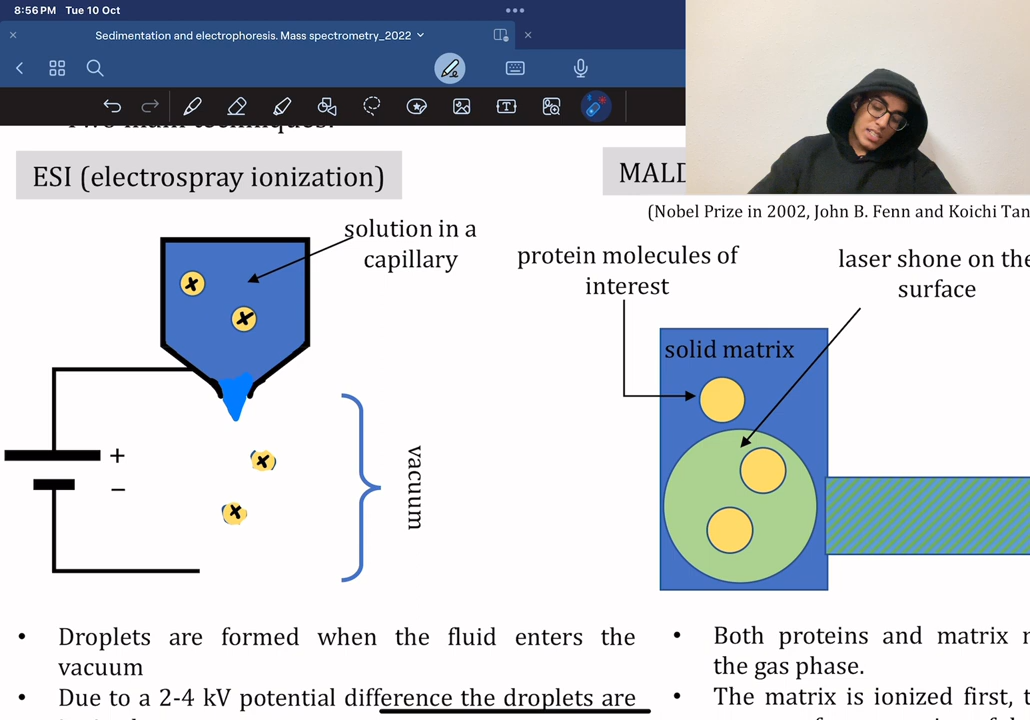 8:56 PM Tue 10 Oct
Sedimentation and electrophoresis. Mass spectrometry_2022
Two main techniques:
ESI (electrospray ionization)
MALD
(Nobel Prize in 2002, John B. Fenn and Koichi Tan
solution in a
capillary
protein molecules of
interest
laser shone on the
surface
solid matrix
+
−
vacuum
• Droplets are formed when the fluid enters the
vacuum
• Due to a 2-4 kV potential difference the droplets are
• Both proteins and matrix
the gas phase.
• The matrix is ionized first,